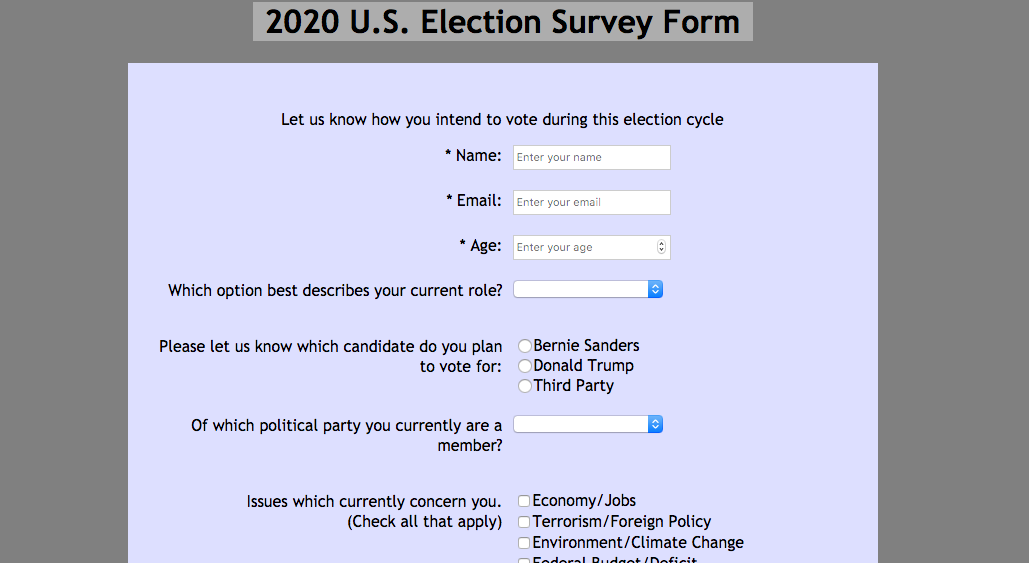 2020 U.S. Election Survey Form
Let us know how you intend to vote during this election cycle
* Name:
Enter your name
* Email:
Enter your email
* Age:
Enter your age
Which option best describes your current role?
Please let us know which candidate do you plan
to vote for:
Bernie Sanders
Donald Trump
Third Party
Of which political party you currently are a
member?
Issues which currently concern you.
(Check all that apply)
Economy/Jobs
Terrorism/Foreign Policy
Environment/Climate Change
Federal Budget/Deficit